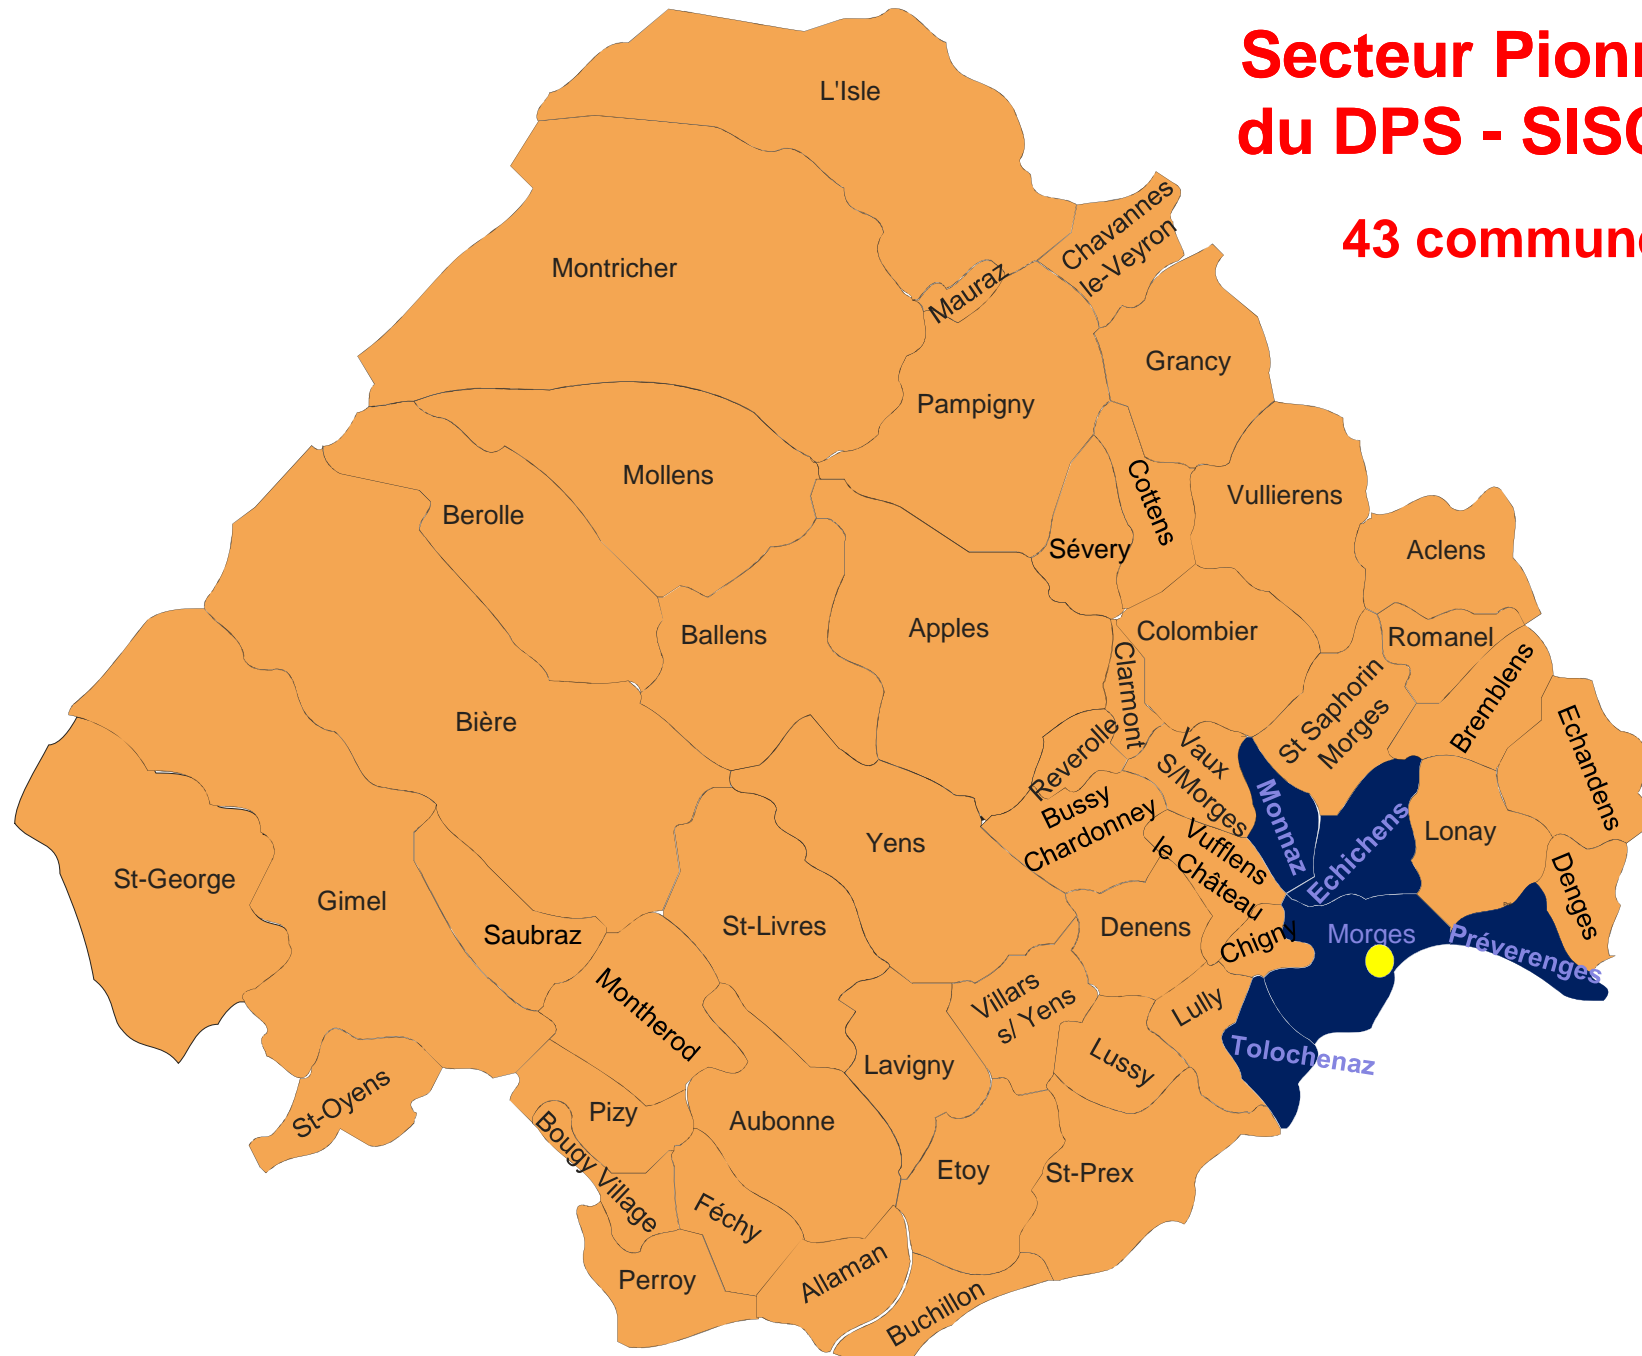 Secteur Pionn
du DPS - SISC
43 commune
L'Isle
Chavannes
le-Veyron
Montricher
Mauraz
Grancy
Pampigny
Mollens
Cottens
Vullierens
Berolle
Sévery
Aclens
Ballens
Apples
Colombier
Romanel
Clarmont
St Saphorin
Morges
Bremblens
Bière
Echandens
Reverolle
Vaux
S/Morges
Bussy
Chardonney
Monnaz
Echichens
Lonay
Yens
Vufflens
le Château
St-George
Gimel
Denges
Saubraz
St-Livres
Denens
Chigny
Morges
Préverenges
Montherod
Villars
s/ Yens
Lully
Tolochenaz
Lavigny
Lussy
St-Oyens
Pizy
Aubonne
Bougy Village
Etoy
St-Prex
Féchy
Perroy
Allaman
Buchillon